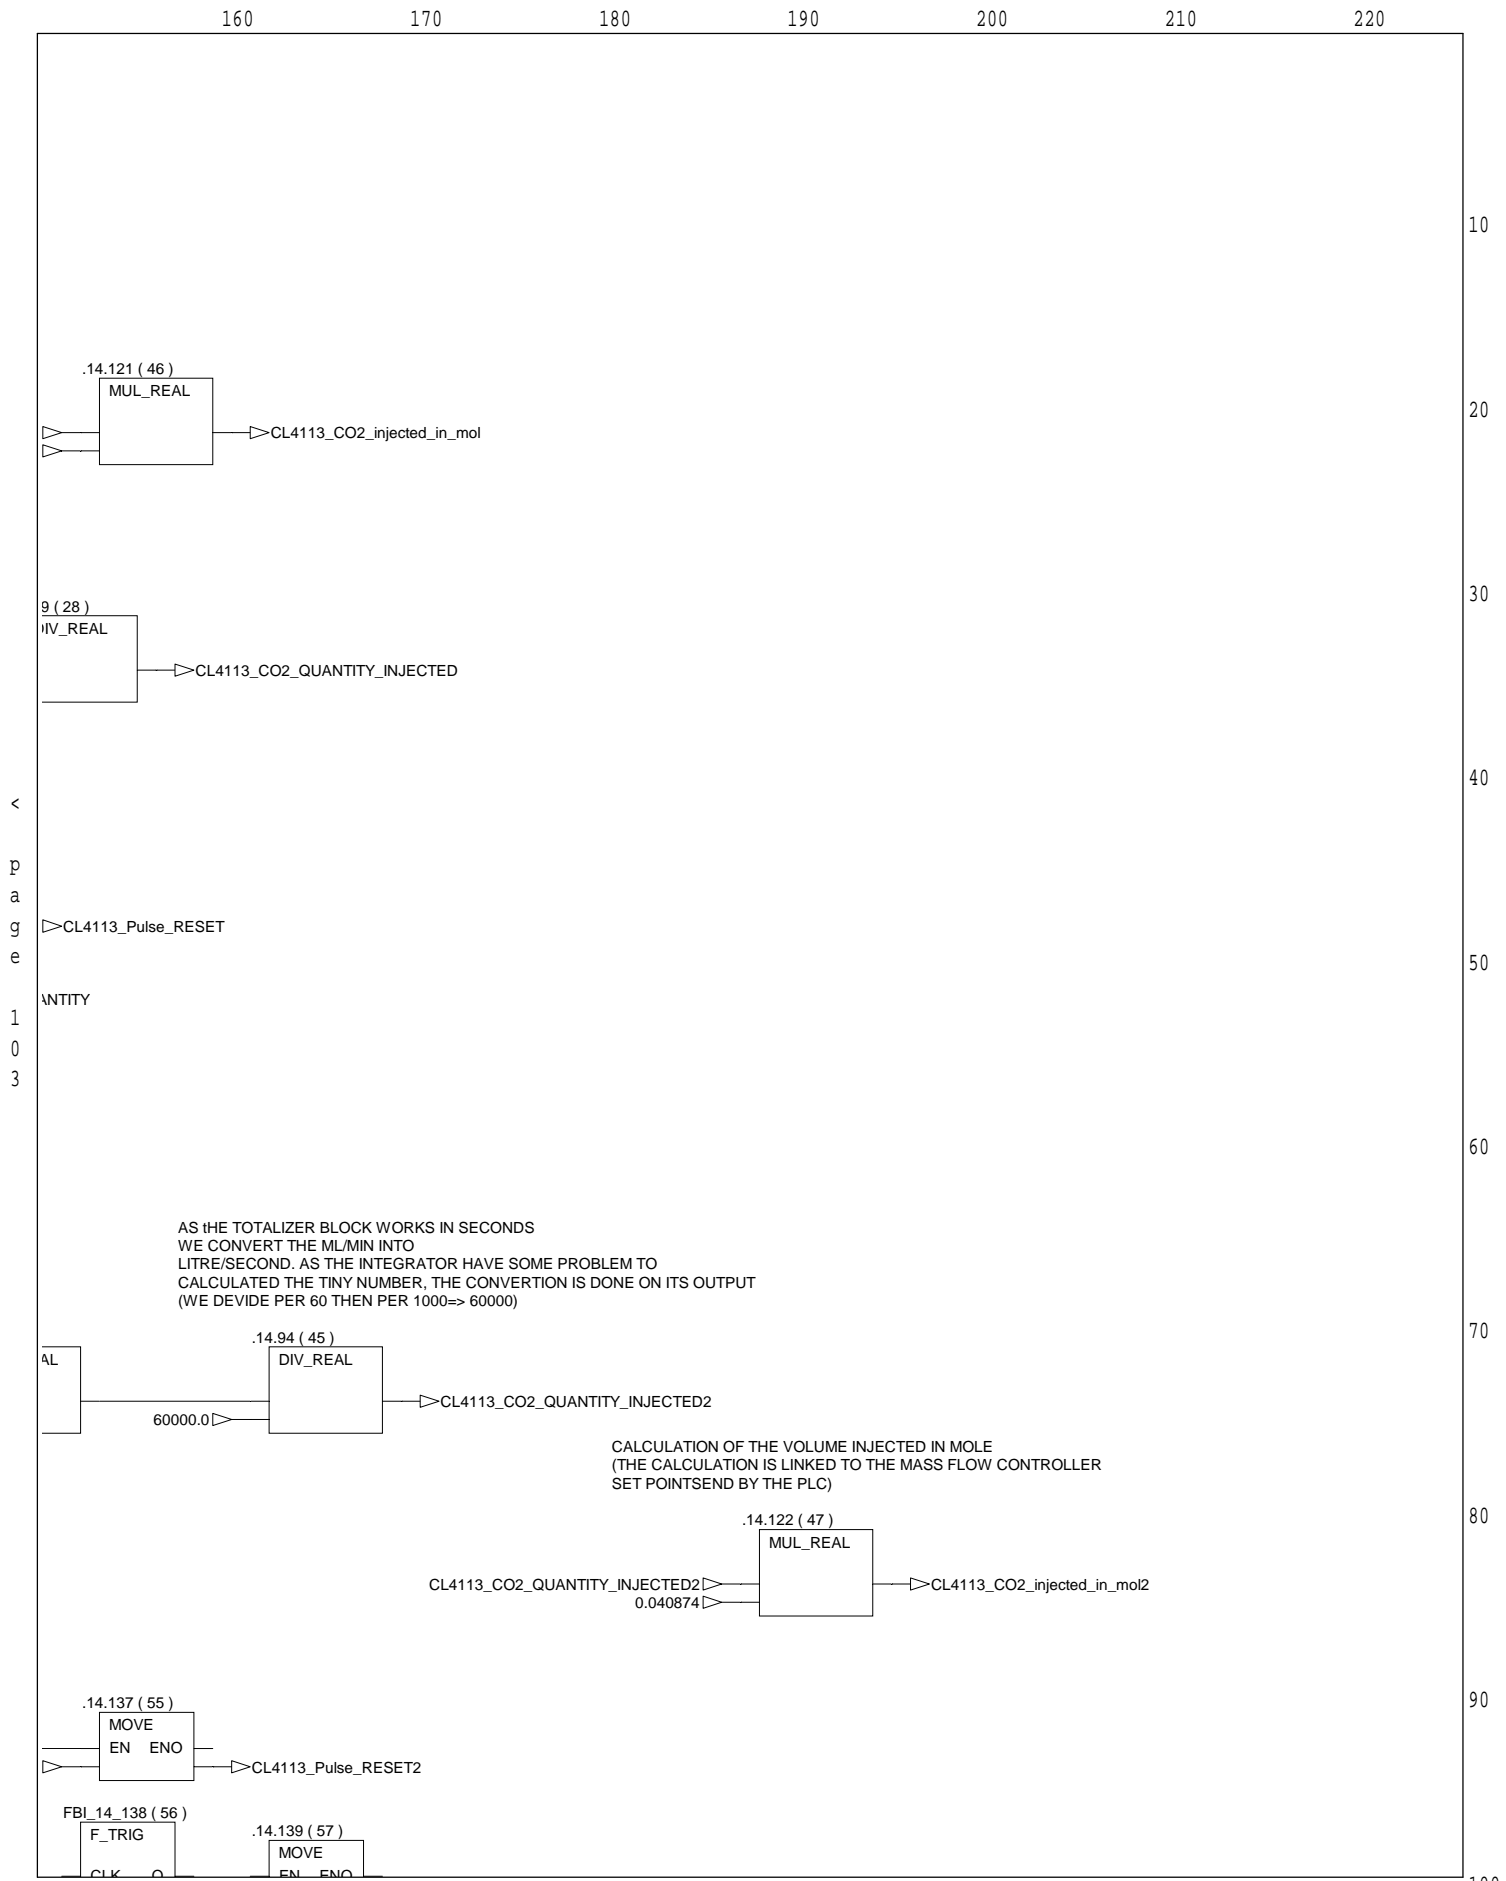 160 170 180 190 200 210 220
10
.14.121 ( 46 )
MUL_REAL
20
CL4113_CO2_injected_in_mol
30
9 ( 28 )
IV_REAL
CL4113_CO2_QUANTITY_INJECTED
40
< page 103
CL4113_Pulse_RESET
50
ANTITY
60
AS tHE TOTALIZER BLOCK WORKS IN SECONDS
WE CONVERT THE ML/MIN INTO
LITRE/SECOND. AS THE INTEGRATOR HAVE SOME PROBLEM TO
CALCULATED THE TINY NUMBER, THE CONVERTION IS DONE ON ITS OUTPUT
(WE DEVIDE PER 60 THEN PER 1000=> 60000)
70
.14.94 ( 45 )
AL
DIV_REAL
CL4113_CO2_QUANTITY_INJECTED2
60000.0
CALCULATION OF THE VOLUME INJECTED IN MOLE
(THE CALCULATION IS LINKED TO THE MASS FLOW CONTROLLER
SET POINTSEND BY THE PLC)
80
.14.122 ( 47 )
MUL_REAL
CL4113_CO2_QUANTITY_INJECTED2
CL4113_CO2_injected_in_mol2
0.040874
90
.14.137 ( 55 )
MOVE
EN ENO
CL4113_Pulse_RESET2
FBI_14_138 ( 56 )
F_TRIG
.14.139 ( 57 )
MOVE
CLK Q
EN ENO
100